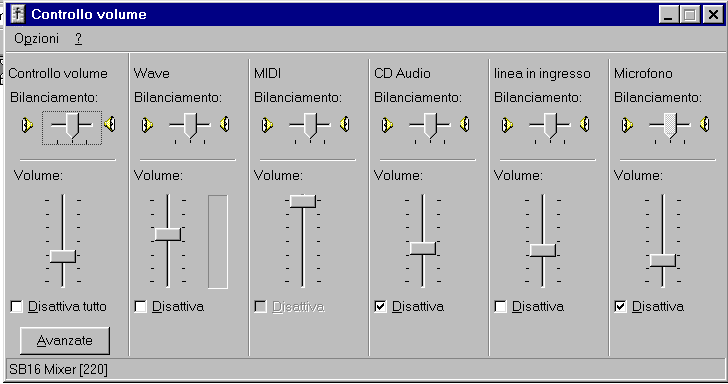 Controllo volume
Opzioni ?
Controllo volume Wave MIDI CD Audio linea in ingresso Microfono
Bilanciamento: Bilanciamento: Bilanciamento: Bilanciamento: Bilanciamento: Bilanciamento:
Volume: Volume: Volume: Volume: Volume: Volume:
Disattiva tutto Disattiva Disattiva Disattiva Disattiva Disattiva
Avanzate
SB16 Mixer [220]